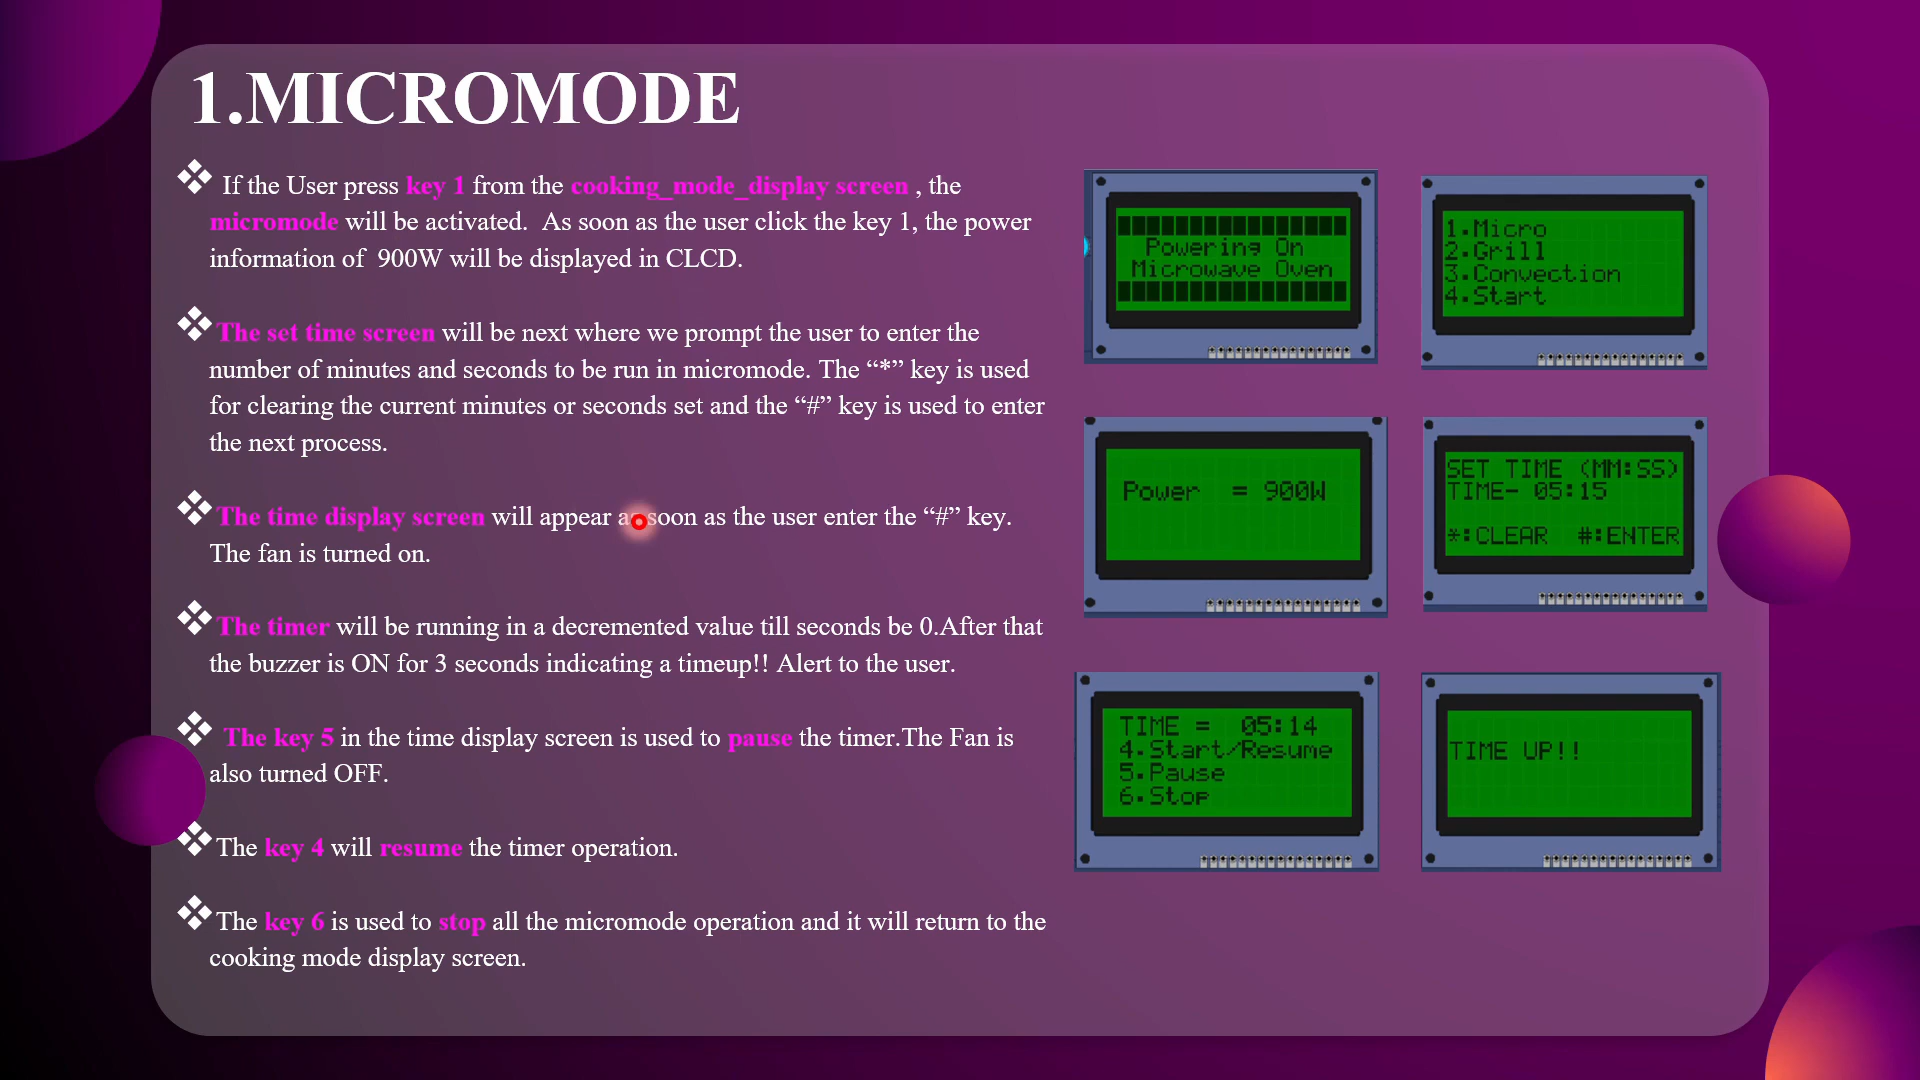 1.MICROMODE
If the User press key 1 from the cooking_mode_display screen , the
micromode will be activated.  As soon as the user click the key 1, the power
information of  900W will be displayed in CLCD.
The set time screen will be next where we prompt the user to enter the
number of minutes and seconds to be run in micromode. The “*” key is used
for clearing the current minutes or seconds set and the “#” key is used to enter
the next process.
The time display screen will appear as soon as the user enter the “#” key.
The fan is turned on.
The timer will be running in a decremented value till seconds be 0.After that
the buzzer is ON for 3 seconds indicating a timeup!! Alert to the user.
The key 5 in the time display screen is used to pause the timer.The Fan is
also turned OFF.
The key 4 will resume the timer operation.
The key 6 is used to stop all the micromode operation and it will return to the
cooking mode display screen.
Powering On
Microwave Oven
1.Micro
2.Grill
3.Convection
4.Start
Power  = 900W
SET TIME (MM:SS)
TIME- 05:15
*:CLEAR  #:ENTER
TIME =  05:14
4.Start/Resume
5.Pause
6.Stop
TIME UP!!